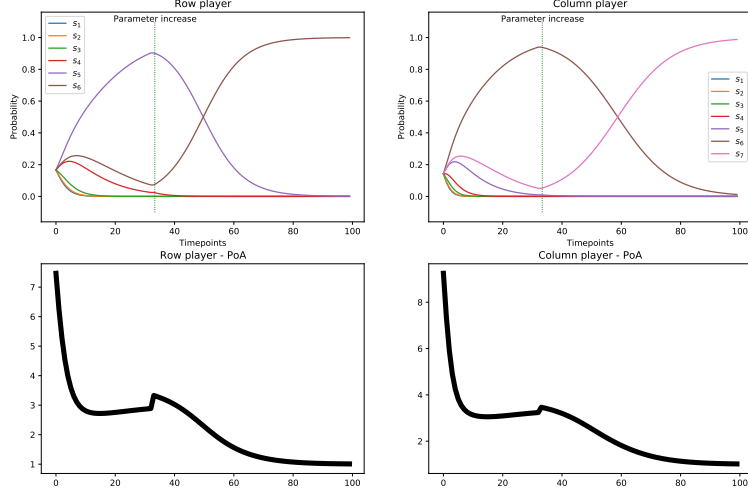 Row player
Parameter increase
s1
s2
s3
s4
s5
s6
Probability
1.0
0.8
0.6
0.4
0.2
0.0
0 20 40 60 80 100
Timepoints
Column player
Parameter increase
s1
s2
s3
s4
s5
s6
s7
Probability
1.0
0.8
0.6
0.4
0.2
0.0
0 20 40 60 80 100
Timepoints
Row player - PoA
7
6
5
4
3
2
1
0 20 40 60 80 100
Column player - PoA
8
6
4
2
0 20 40 60 80 100